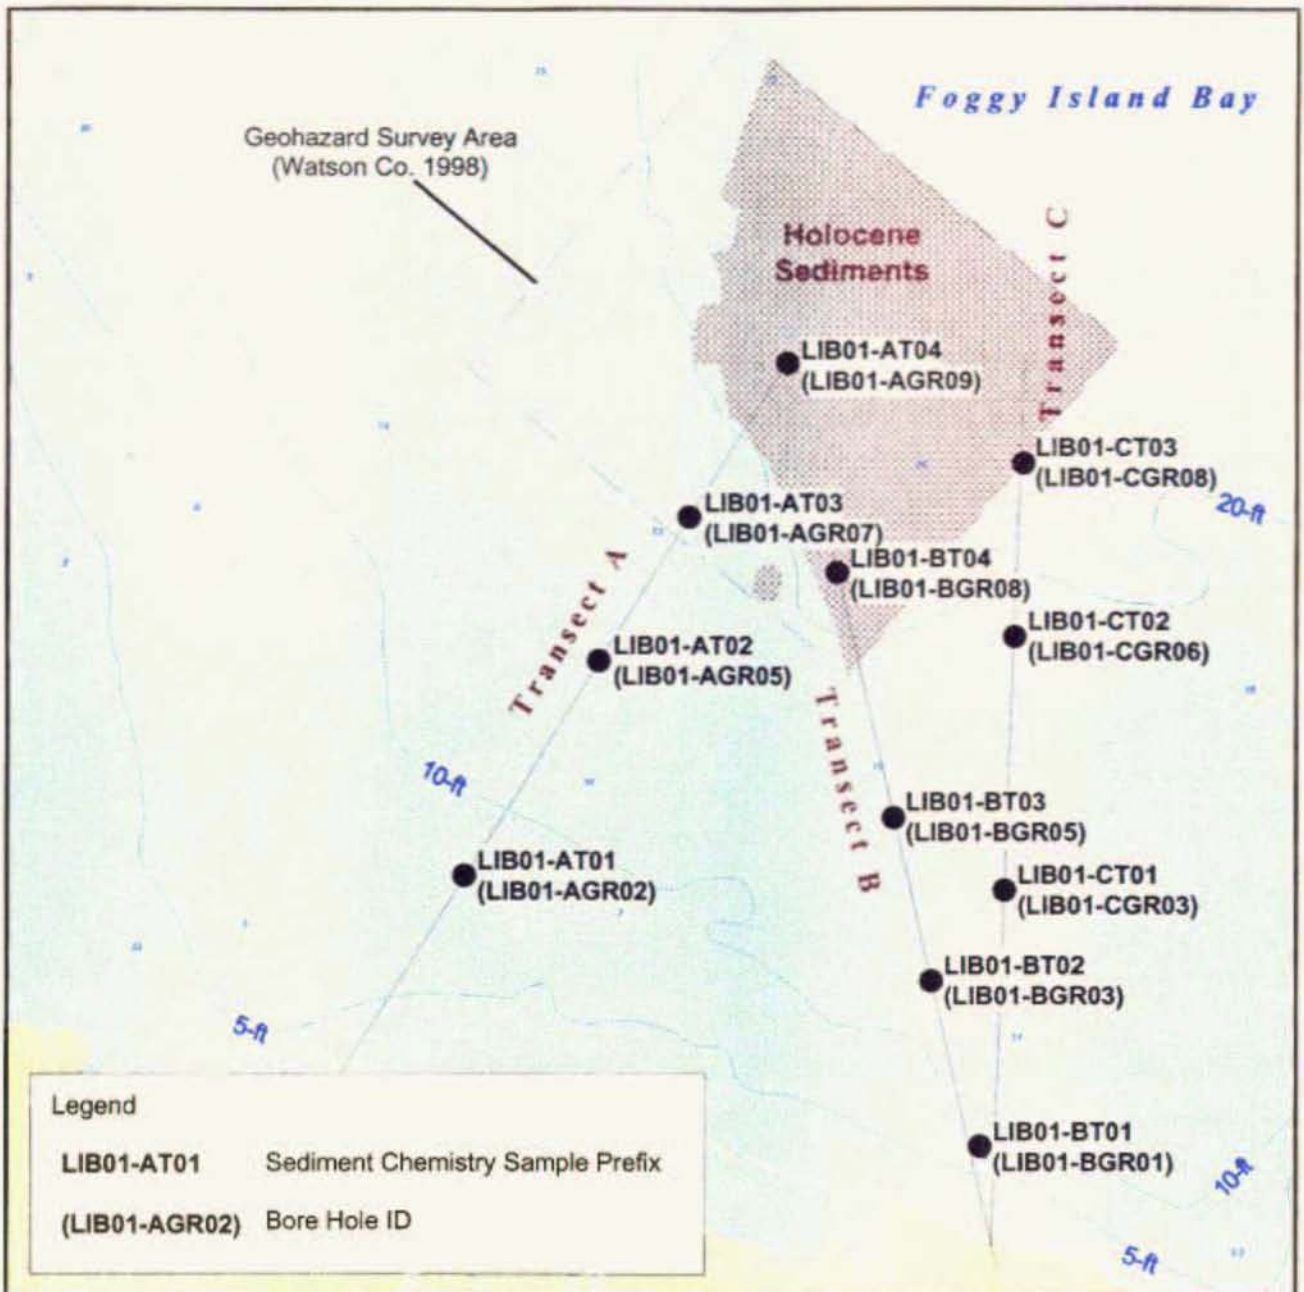 Foggy Island Bay
Geohazard Survey Area
(Watson Co. 1998)
Holocene
Sediments
Transect C
LIB01-AT04
(LIB01-AGR09)
LIB01-CT03
(LIB01-CGR08)
20-ft
LIB01-AT03
(LIB01-AGR07)
LIB01-BT04
(LIB01-BGR08)
Transect A
LIB01-CT02
(LIB01-CGR06)
LIB01-AT02
(LIB01-AGR05)
Transect B
10-ft
LIB01-BT03
(LIB01-BGR05)
LIB01-AT01
(LIB01-AGR02)
LIB01-CT01
(LIB01-CGR03)
LIB01-BT02
(LIB01-BGR03)
5-ft
LIB01-BT01
(LIB01-BGR01)
10-ft
5-ft
Legend
LIB01-AT01 Sediment Chemistry Sample Prefix
(LIB01-AGR02) Bore Hole ID